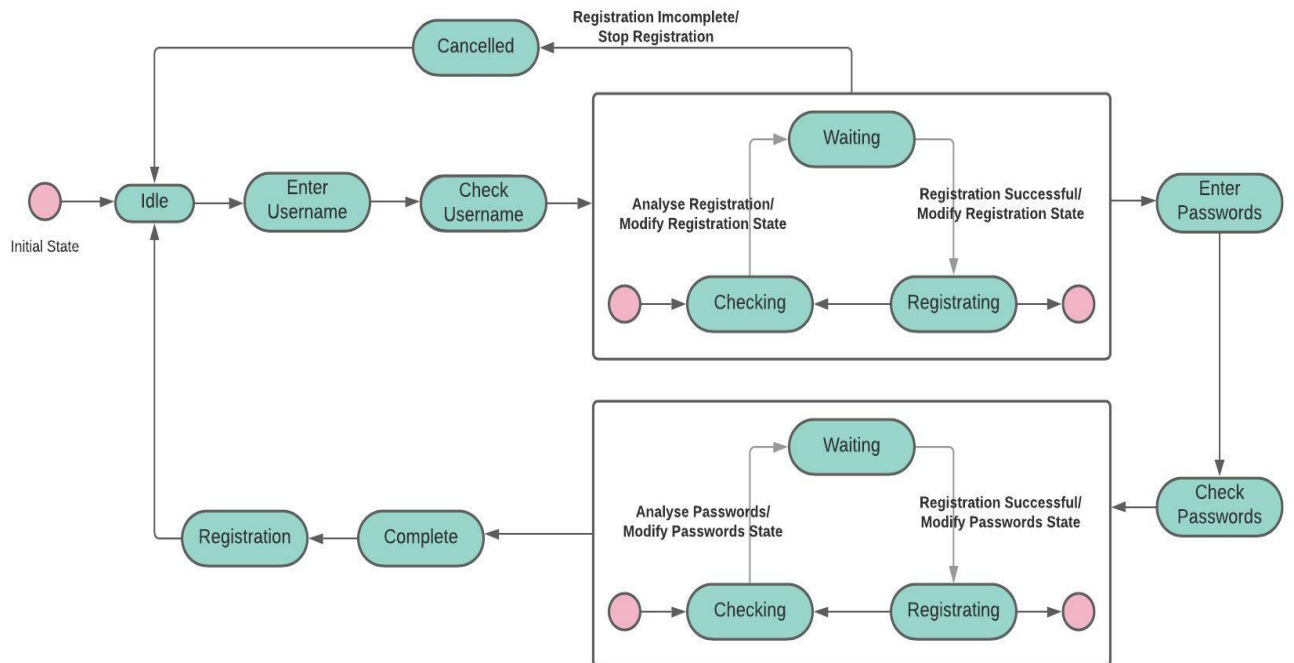 Registration Imcomplete/
Stop Registration
Cancelled
Waiting
Idle
Enter
Username
Check
Username
Analyse Registration/
Modify Registration State
Registration Successful/
Modify Registration State
Enter
Passwords
Initial State
Checking
Registrating
Waiting
Analyse Passwords/
Modify Passwords State
Registration Successful/
Modify Passwords State
Check
Passwords
Registration
Complete
Checking
Registrating